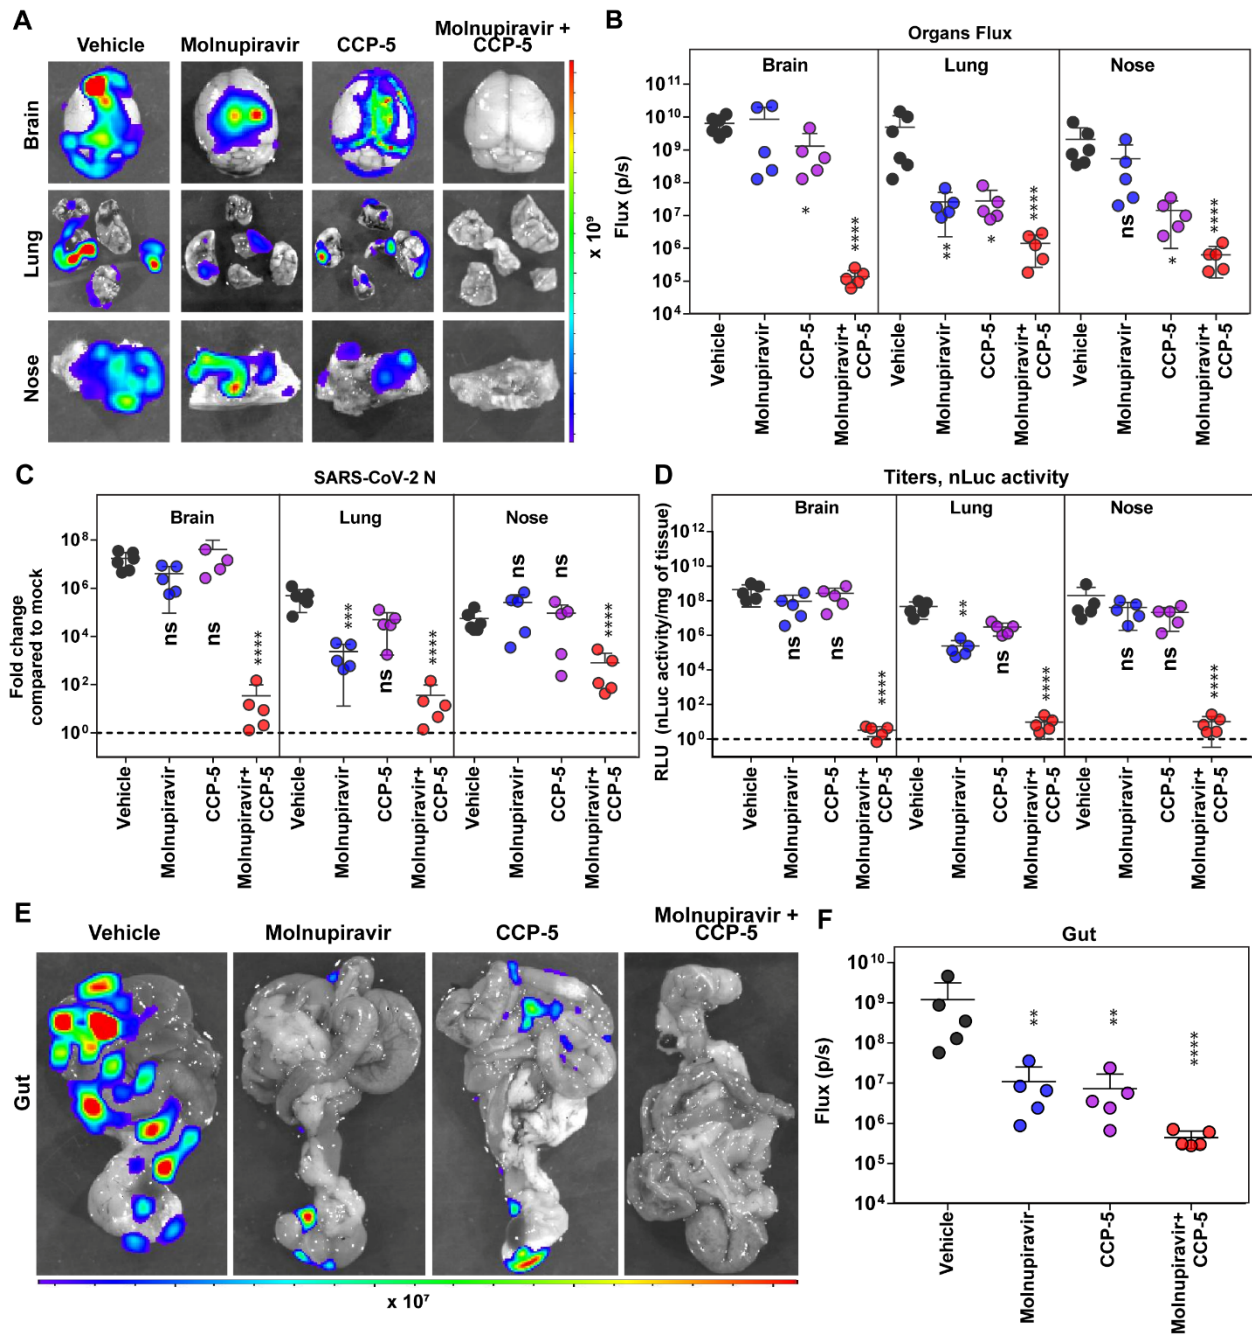 A
Vehicle
Molnupiravir
CCP-5
Molnupiravir +
CCP-5
Brain
Lung
Nose
x 10⁹
B
Organs Flux
Brain
Lung
Nose
Flux (p/s)
10¹¹
10¹⁰
10⁹
10⁸
10⁷
10⁶
10⁵
10⁴
*
****
**
*
****
ns
*
****
Vehicle
Molnupiravir
CCP-5
Molnupiravir+
CCP-5
Vehicle
Molnupiravir
CCP-5
Molnupiravir+
CCP-5
Vehicle
Molnupiravir
CCP-5
Molnupiravir+
CCP-5
C
SARS-CoV-2 N
Brain
Lung
Nose
Fold change
compared to mock
10⁸
10⁶
10⁴
10²
10⁰
ns
ns
****
***
ns
****
ns
ns
****
Vehicle
Molnupiravir
CCP-5
Molnupiravir+
CCP-5
Vehicle
Molnupiravir
CCP-5
Molnupiravir+
CCP-5
Vehicle
Molnupiravir
CCP-5
Molnupiravir+
CCP-5
D
Titers, nLuc activity
Brain
Lung
Nose
RLU (nLuc activity/mg of tissue)
10¹²
10¹⁰
10⁸
10⁶
10⁴
10²
10⁰
ns
ns
****
**
ns
****
ns
ns
****
Vehicle
Molnupiravir
CCP-5
Molnupiravir+
CCP-5
Vehicle
Molnupiravir
CCP-5
Molnupiravir+
CCP-5
Vehicle
Molnupiravir
CCP-5
Molnupiravir+
CCP-5
E
Vehicle
Molnupiravir
CCP-5
Molnupiravir +
CCP-5
Gut
x 10⁷
F
Gut
Flux (p/s)
10¹⁰
10⁹
10⁸
10⁷
10⁶
10⁵
10⁴
**
**
****
Vehicle
Molnupiravir
CCP-5
Molnupiravir+
CCP-5